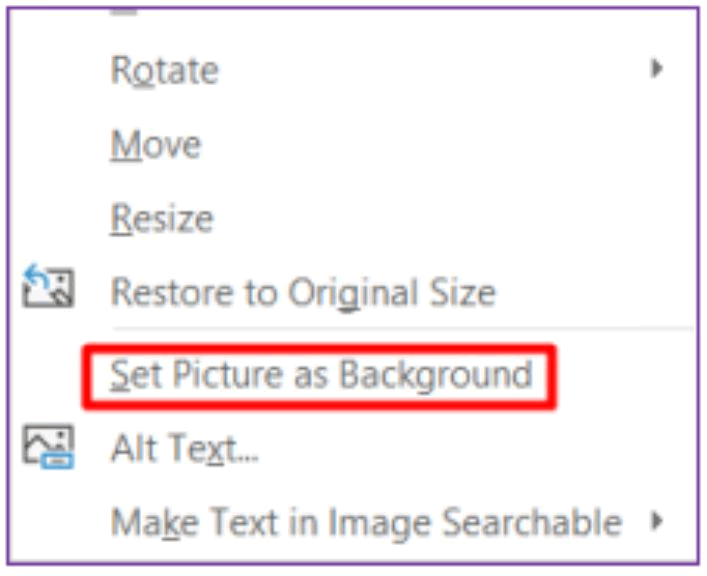 Rotate
Move
Resize
Restore to Original Size
Set Picture as Background
Alt Text...
Make Text in Image Searchable